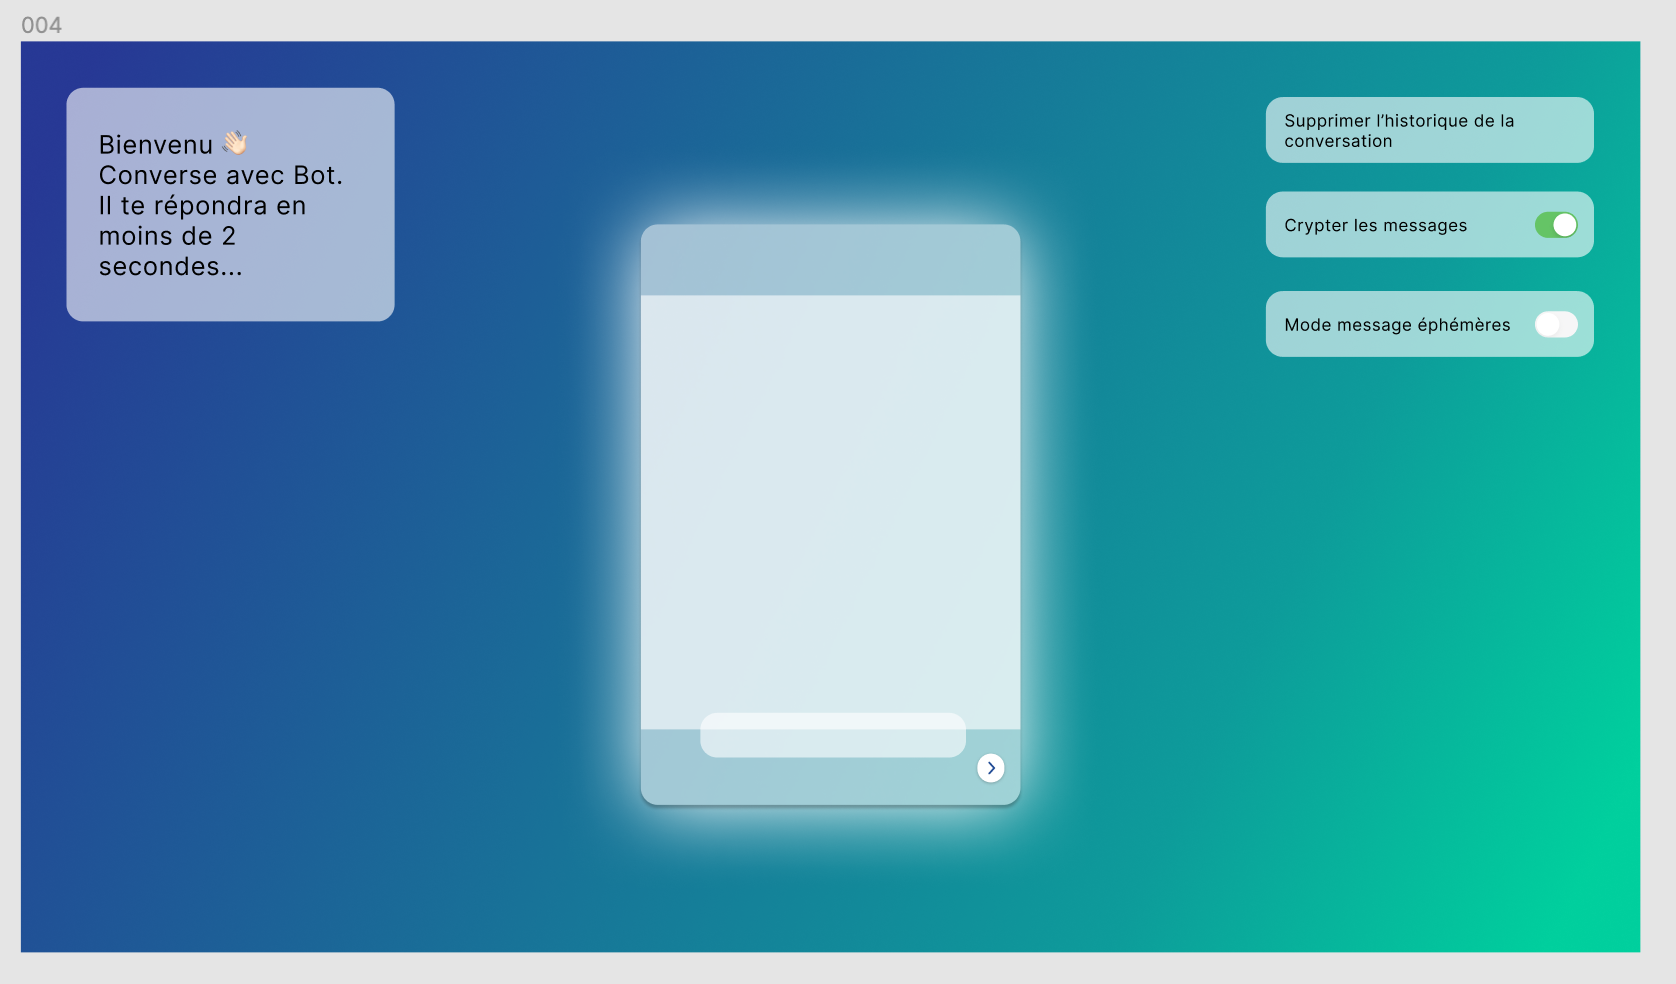 004
Bienvenu 👋🏻
Converse avec Bot.
Il te répondra en
moins de 2
secondes...
Supprimer l'historique de la
conversation
Crypter les messages
Mode message éphémères